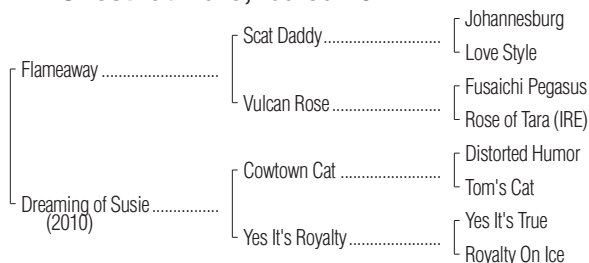 Johannesburg
Scat Daddy
Love Style
Flameaway
Fusaichi Pegasus
Vulcan Rose
Rose of Tara (IRE)
Distorted Humor
Cowtown Cat
Tom's Cat
Dreaming of Susie
(2010)
Yes It's True
Yes It's Royalty
Royalty On Ice